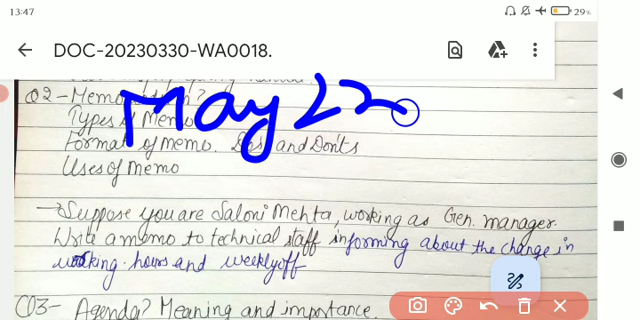 13:47
29%
DOC-20230330-WA0018.
Q2-Memo
May 22
Types of Memo
Format of memo. Do's and Don'ts
Uses of Memo
→ Suppose you are Saloni Mehta, working as Gen. manager.
Write a memo to technical staff informing about the change in
working hours and weekly off
Q3- Agenda? Meaning and importance.